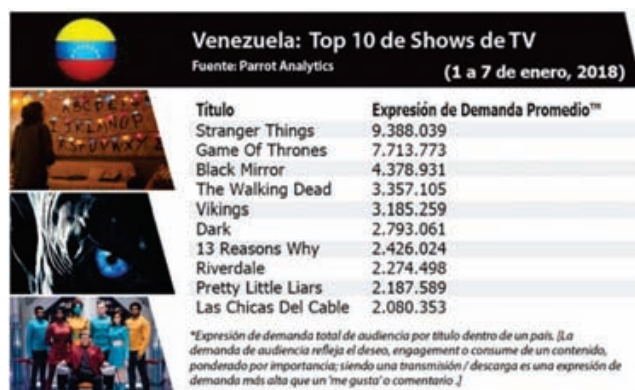 Venezuela: Top 10 de Shows de TV
Fuente: Parrot Analytics
(1 a 7 de enero, 2018)
Título Expresión de Demanda Promedio™
Stranger Things 9.388.039
Game Of Thrones 7.713.773
Black Mirror 4.378.931
The Walking Dead 3.357.105
Vikings 3.185.259
Dark 2.793.061
13 Reasons Why 2.426.024
Riverdale 2.274.498
Pretty Little Liars 2.187.589
Las Chicas Del Cable 2.080.353
*Expresión de demanda total de audiencia por título dentro de un país. [La
demanda de audiencia refleja el deseo, engagement o consume de un contenido,
ponderado por importancia; siendo una transmisión / descarga es una expresión de
demanda más alta que un 'me gusta' o comentario .]